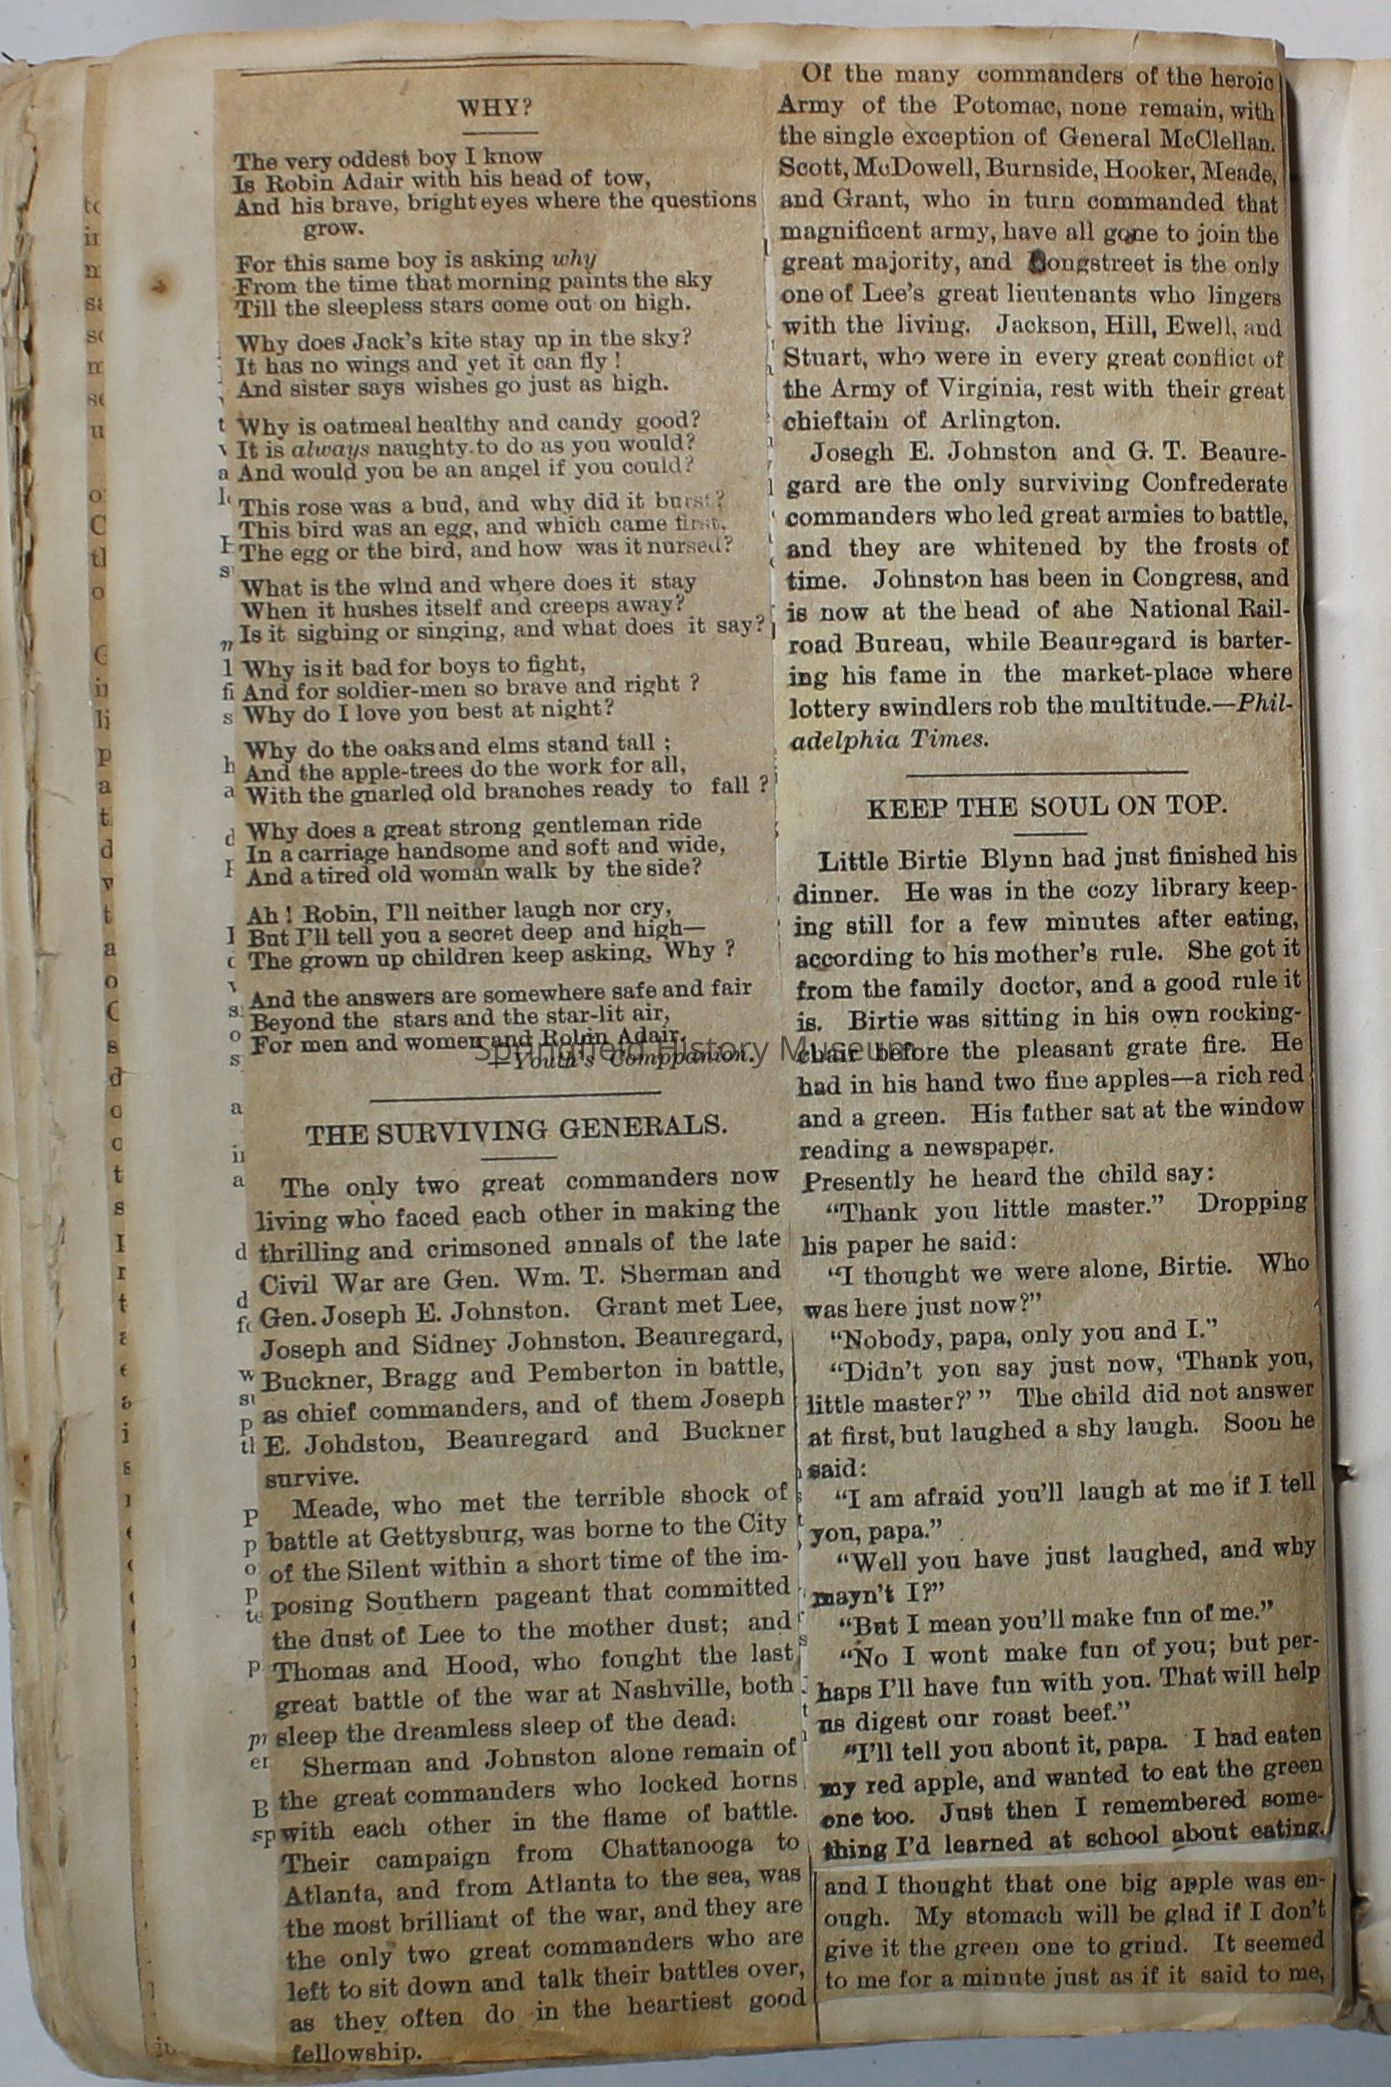 WHY?
The very oddest boy I know
Is Robin Adair with his head of tow,
And his brave, bright eyes where the questions
grow.
For this same boy is asking why
From the time that morning paints the sky
Till the sleepless stars come out on high.
Why does Jack's kite stay up in the sky?
It has no wings and yet it can fly !
And sister says wishes go just as high.
Why is oatmeal healthy and candy good?
It is always naughty to do as you would?
And would you be an angel if you could?
This rose was a bud, and why did it burst?
This bird was an egg, and which came first,
The egg or the bird, and how was it nursed?
What is the wlnd and where does it stay
When it hushes itself and creeps away?
Is it sighing or singing, and what does it say?
Why is it bad for boys to fight,
And for soldier-men so brave and right ?
Why do I love you best at night?
Why do the oaks and elms stand tall ;
And the apple-trees do the work for all,
With the gnarled old branches ready to fall ?
Why does a great strong gentleman ride
In a carriage handsome and soft and wide,
And a tired old woman walk by the side?
Ah ! Robin, I'll neither laugh nor cry,
But I'll tell you a secret deep and high—
The grown up children keep asking, Why ?
And the answers are somewhere safe and fair
Beyond the stars and the star-lit air,
For men and women and Robin Adair.
—Youth's Comppanion.
THE SURVIVING GENERALS.
The only two great commanders now
living who faced each other in making the
thrilling and crimsoned annals of the late
Civil War are Gen. Wm. T. Sherman and
Gen. Joseph E. Johnston. Grant met Lee,
Joseph and Sidney Johnston. Beauregard,
Buckner, Bragg and Pemberton in battle,
as chief commanders, and of them Joseph
E. Johdston, Beauregard and Buckner
survive.
Meade, who met the terrible shock of
battle at Gettysburg, was borne to the City
of the Silent within a short time of the im-
posing Southern pageant that committed
the dust of Lee to the mother dust; and
Thomas and Hood, who fought the last
great battle of the war at Nashville, both
sleep the dreamless sleep of the dead.
Sherman and Johnston alone remain of
the great commanders who locked horns
with each other in the flame of battle.
Their campaign from Chattanooga to
Atlanta, and from Atlanta to the sea, was
the most brilliant of the war, and they are
the only two great commanders who are
left to sit down and talk their battles over,
as they often do in the heartiest good
fellowship.
Of the many commanders of the heroic
Army of the Potomac, none remain, with
the single exception of General McClellan.
Scott, McDowell, Burnside, Hooker, Meade,
and Grant, who in turn commanded that
magnificent army, have all gone to join the
great majority, and Longstreet is the only
one of Lee's great lieutenants who lingers
with the living. Jackson, Hill, Ewell, and
Stuart, who were in every great conflict of
the Army of Virginia, rest with their great
chieftain of Arlington.
Josegh E. Johnston and G. T. Beaure-
gard are the only surviving Confrederate
commanders who led great armies to battle,
and they are whitened by the frosts of
time. Johnston has been in Congress, and
is now at the head of ahe National Rail-
road Bureau, while Beauregard is barter-
ing his fame in the market-place where
lottery swindlers rob the multitude.—Phil-
adelphia Times.
KEEP THE SOUL ON TOP.
Little Birtie Blynn had just finished his
dinner. He was in the cozy library keep-
ing still for a few minutes after eating,
according to his mother's rule. She got it
from the family doctor, and a good rule it
is. Birtie was sitting in his own rocking-
chair before the pleasant grate fire. He
had in his hand two fine apples—a rich red
and a green. His father sat at the window
reading a newspaper.
Presently he heard the child say:
"Thank you little master." Dropping
his paper he said:
"I thought we were alone, Birtie. Who
was here just now?"
"Nobody, papa, only you and I."
"Didn't you say just now, 'Thank you,
little master?' " The child did not answer
at first, but laughed a shy laugh. Soon he
said:
"I am afraid you'll laugh at me if I tell
you, papa."
"Well you have just laughed, and why
mayn't I?"
"But I mean you'll make fun of me."
"No I wont make fun of you; but per-
haps I'll have fun with you. That will help
us digest our roast beef."
"I'll tell you about it, papa. I had eaten
my red apple, and wanted to eat the green
one too. Just then I remembered some-
thing I'd learned at school about eating,
and I thought that one big apple was en-
ough. My stomach will be glad if I don't
give it the green one to grind. It seemed
to me for a minute just as if it said to me,
Springfield History Museum